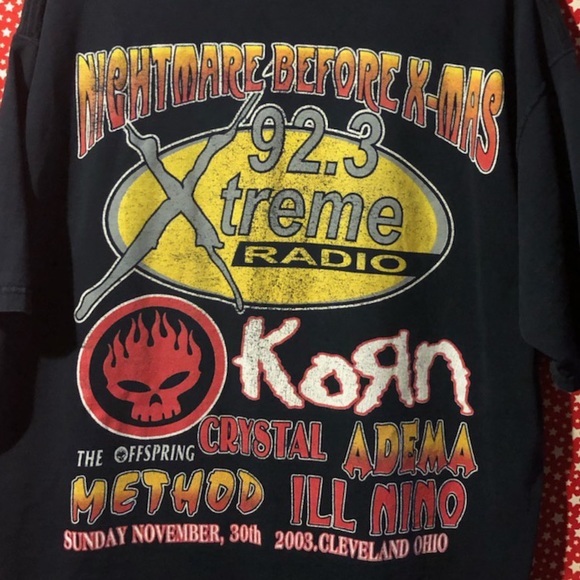 NIGHTMARE BEFORE X-MAS
92.3
Xtreme
RADIO
KoЯn
THE OFFSPRING
CRYSTAL ADEMA
METHOD ILL NINO
SUNDAY NOVEMBER, 30th 2003.CLEVELAND OHIO